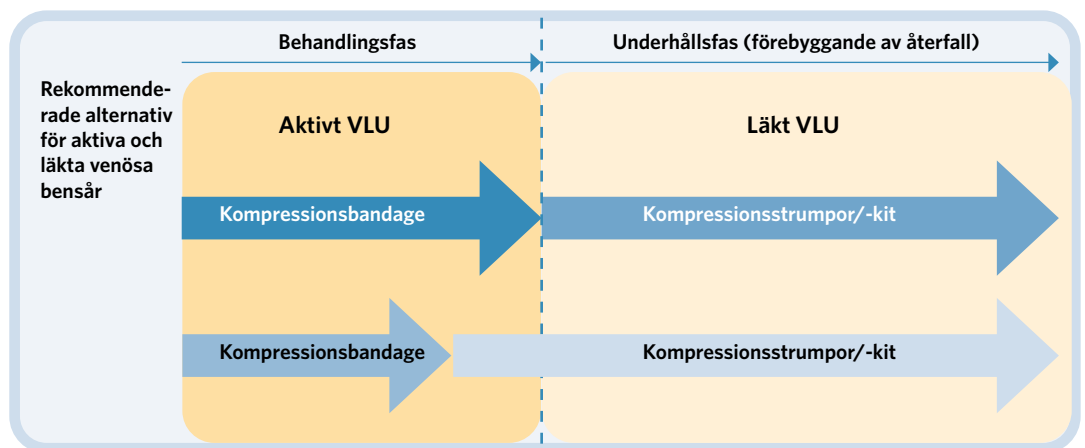 Behandlingsfas
Underhållsfas (förebyggande av återfall)
Rekommende-
rade alternativ
för aktiva och
läkta venösa
bensår
Aktivt VLU
Läkt VLU
Kompressionsbandage
Kompressionsstrumpor/-kit
Kompressionsbandage
Kompressionsstrumpor/-kit